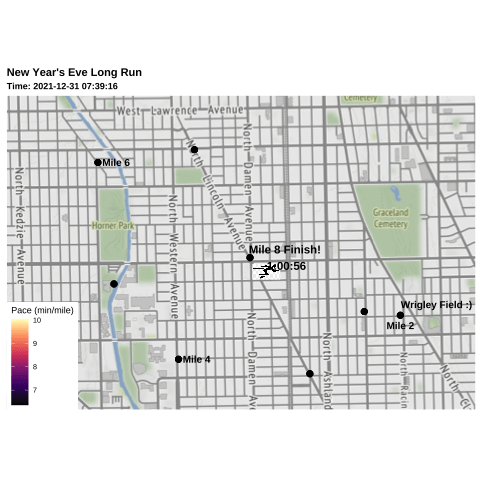 New Year's Eve Long Run
Time: 2021-12-31 07:39:16
Cemetery
West Lawrence Avenue
North Lincoln Avenue
North Damen Avenue
Mile 6
North Kedzie Avenue
North Western Avenue
Horner Park
Graceland
Cemetery
Mile 8 Finish!
1:00:56
Wrigley Field :)
Mile 2
Pace (min/mile)
10
9
8
7
Mile 4
North Damen Av
North Ashland
North Racin
North Cl